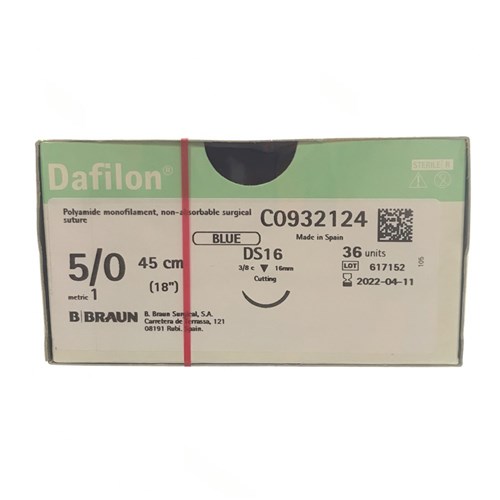 Dafilon®
STERILE R
Polyamide monofilament, non-absorbable surgical
suture
C0932124
BLUE
Made in Spain
5/0 45 cm
(18")
metric 1
DS16
3/8 c 16mm
Cutting
36 units
LOT 617152
2022-04-11
105
B|BRAUN
B. Braun Surgical, S.A.
Carretera de Terrassa, 121
08191 Rubí. Spain.